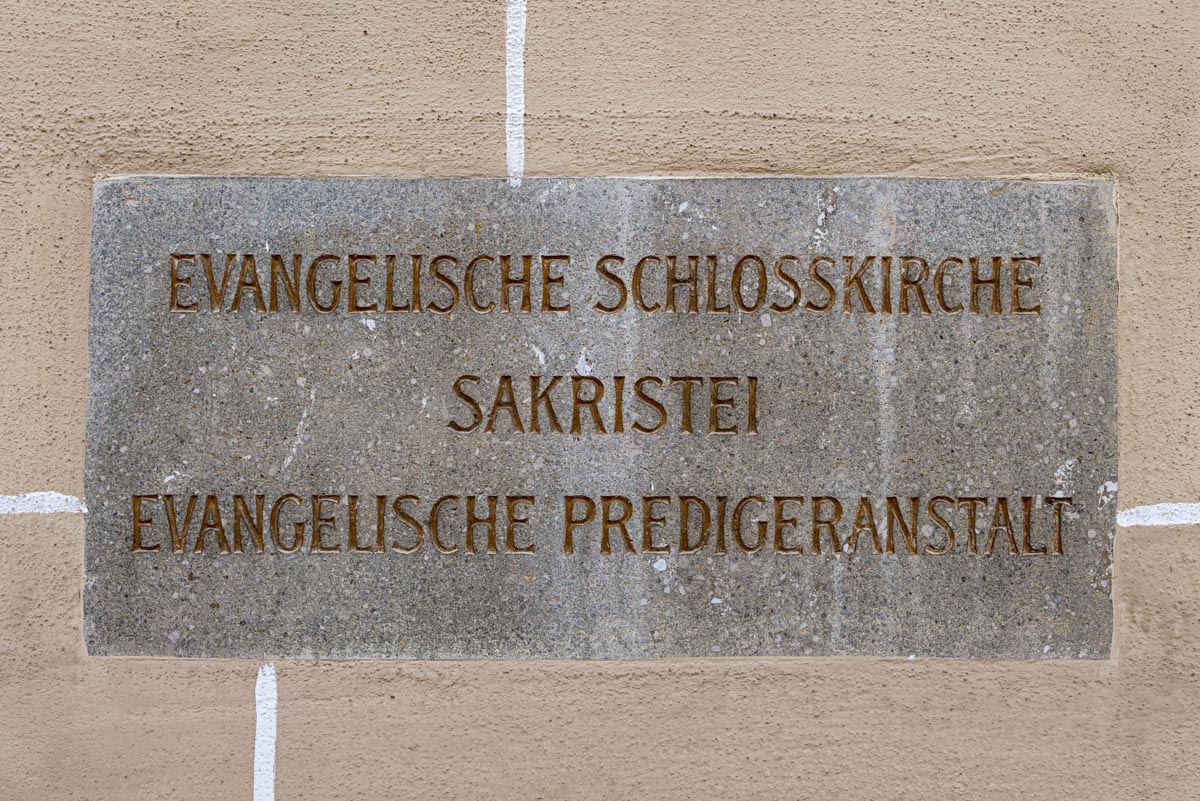 EVANGELISCHE SCHLOSSKIRCHE
SAKRISTEI
EVANGELISCHE PREDIGERANSTALT